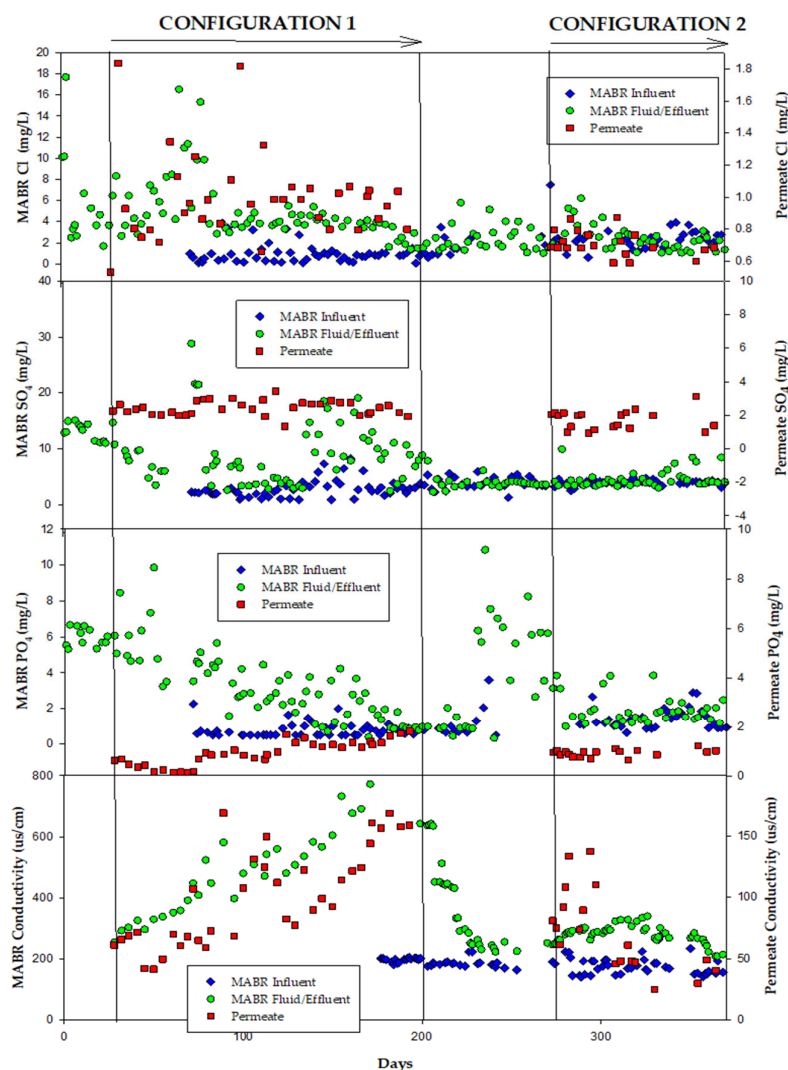 CONFIGURATION 1
CONFIGURATION 2
MABR Cl (mg/L)
20
18
16
14
12
10
8
6
4
2
0
MABR Influent
MABR Fluid/Effluent
Permeate
1.8
1.6
1.4
1.2
1.0
0.8
0.6
Permeate Cl (mg/L)
MABR SO4 (mg/L)
40
30
20
10
0
MABR Influent
MABR Fluid/Effluent
Permeate
10
8
6
4
2
0
-2
-4
Permeate SO4 (mg/L)
MABR PO4 (mg/L)
12
10
8
6
4
2
0
MABR Influent
MABR Fluid/Effluent
Permeate
10
8
6
4
2
0
Permeate PO4 (mg/L)
MABR Conductivity (us/cm)
800
600
400
200
0
MABR Influent
MABR Fluid/Effluent
Permeate
150
100
50
0
Permeate Conductivity (us/cm)
0
100
200
300
Days